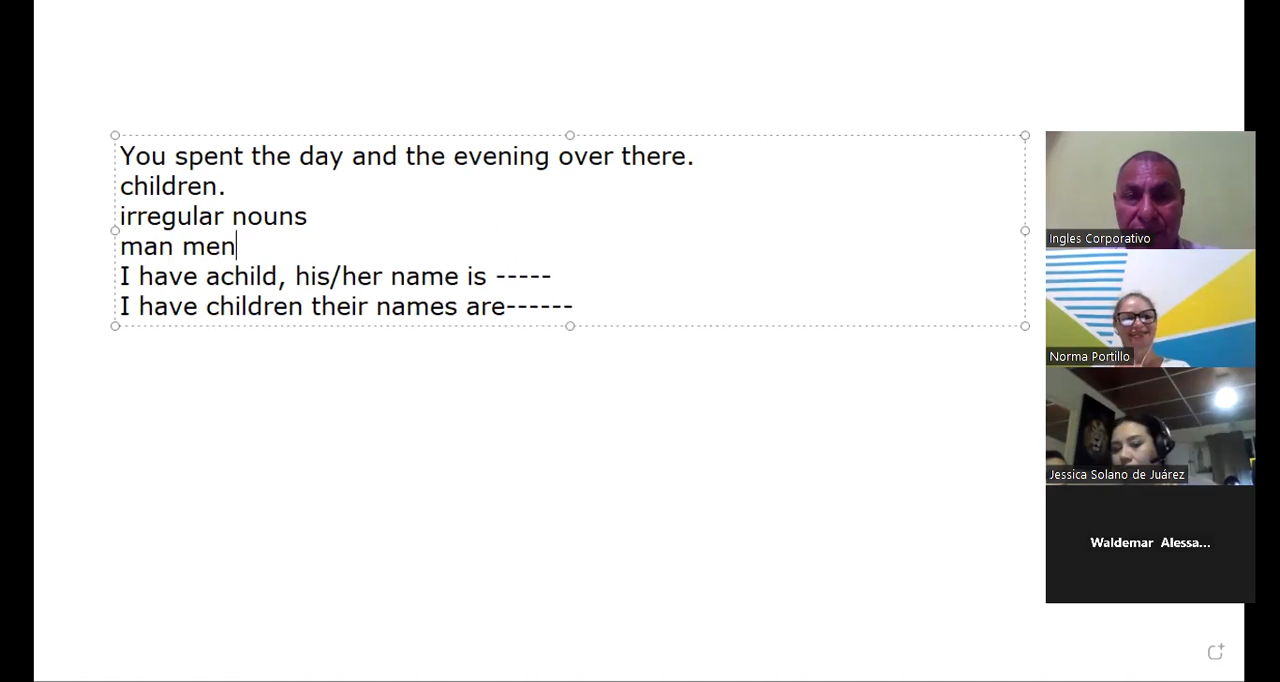 You spent the day and the evening over there.
children.
irregular nouns
man men
I have achild, his/her name is -----
I have children their names are------
Ingles Corporativo
Norma Portillo
Jessica Solano de Juárez
Waldemar Alessa...